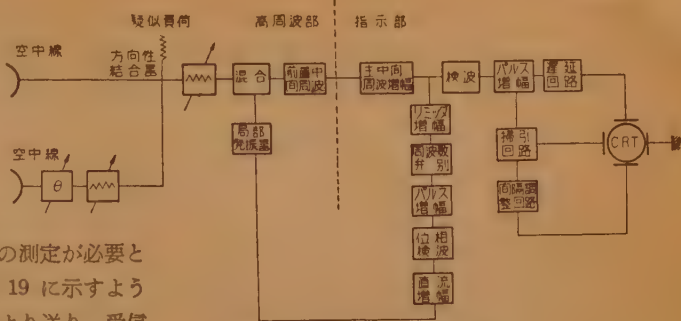 疑似負荷
高周波部
指示部
空中線
方向性
結合器
混合
前置中
間周波
主中間
周波増幅
検波
パルス
増幅
遅延
回路
リミッタ
増幅
局部
発振器
周波数
弁別
掃引
回路
CRT
空中線
θ
パルス
増幅
間隔調
整回路
位相
検波
直流
増幅
の測定が必要と
19 に示すよう
より送り，受信